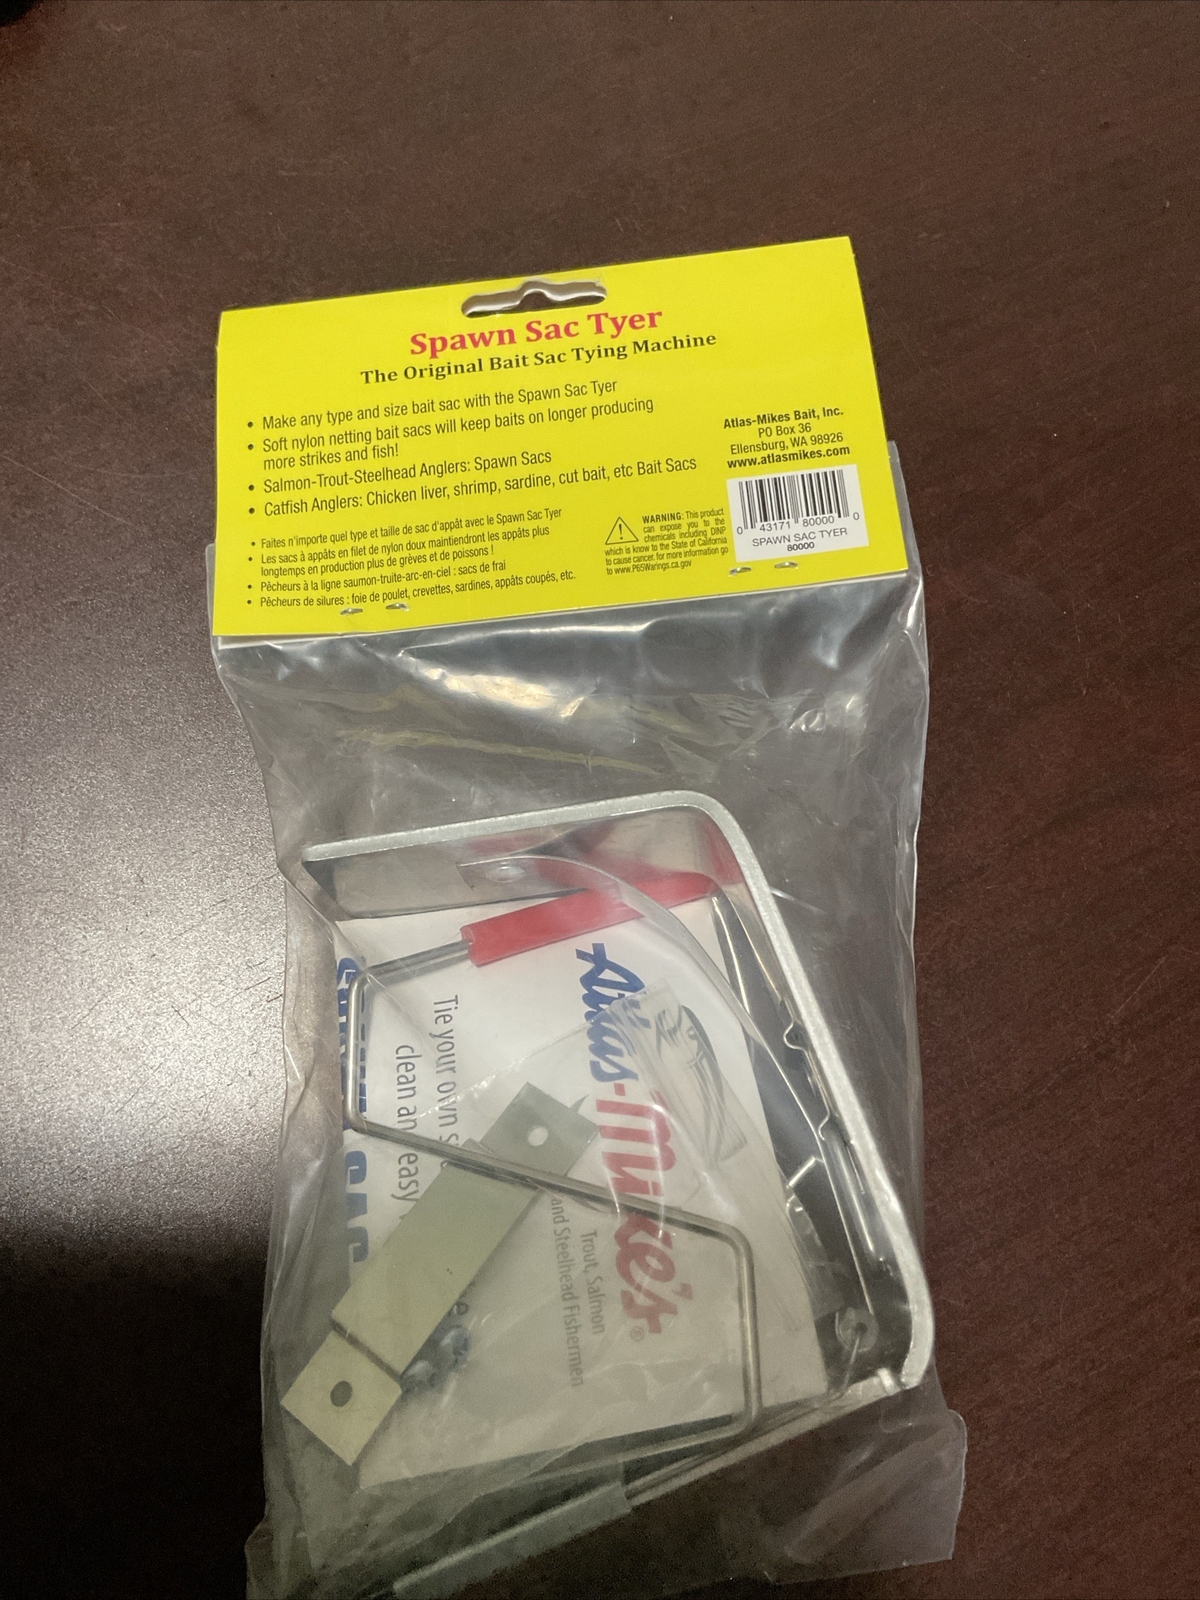 Spawn Sac Tyer
The Original Bait Sac Tying Machine
• Make any type and size bait sac with the Spawn Sac Tyer
• Soft nylon netting bait sacs will keep baits on longer producing
more strikes and fish!
• Salmon-Trout-Steelhead Anglers: Spawn Sacs
• Catfish Anglers: Chicken liver, shrimp, sardine, cut bait, etc Bait Sacs
• Faites n'importe quel type et taille de sac d'appât avec le Spawn Sac Tyer
• Les sacs à appâts en filet de nylon doux maintiendront les appâts plus
longtemps en production plus de grèves et de poissons !
• Pêcheurs à la ligne saumon-truite-arc-en-ciel : sacs de frai
• Pêcheurs de silures : foie de poulet, crevettes, sardines, appâts coupés, etc.
WARNING: This product
can expose you to the
chemicals including DINP
which is know to the State of California
to cause cancer. for more information go
to www.P65Warings.ca.gov
Atlas-Mikes Bait, Inc.
PO Box 36
Ellensburg, WA 98926
www.atlasmikes.com
0 43171 80000 0
SPAWN SAC TYER
80000
Atlas-Mike's®
Trout, Salmon
and Steelhead Fishermen
Tie your own
clean and easy
SAC